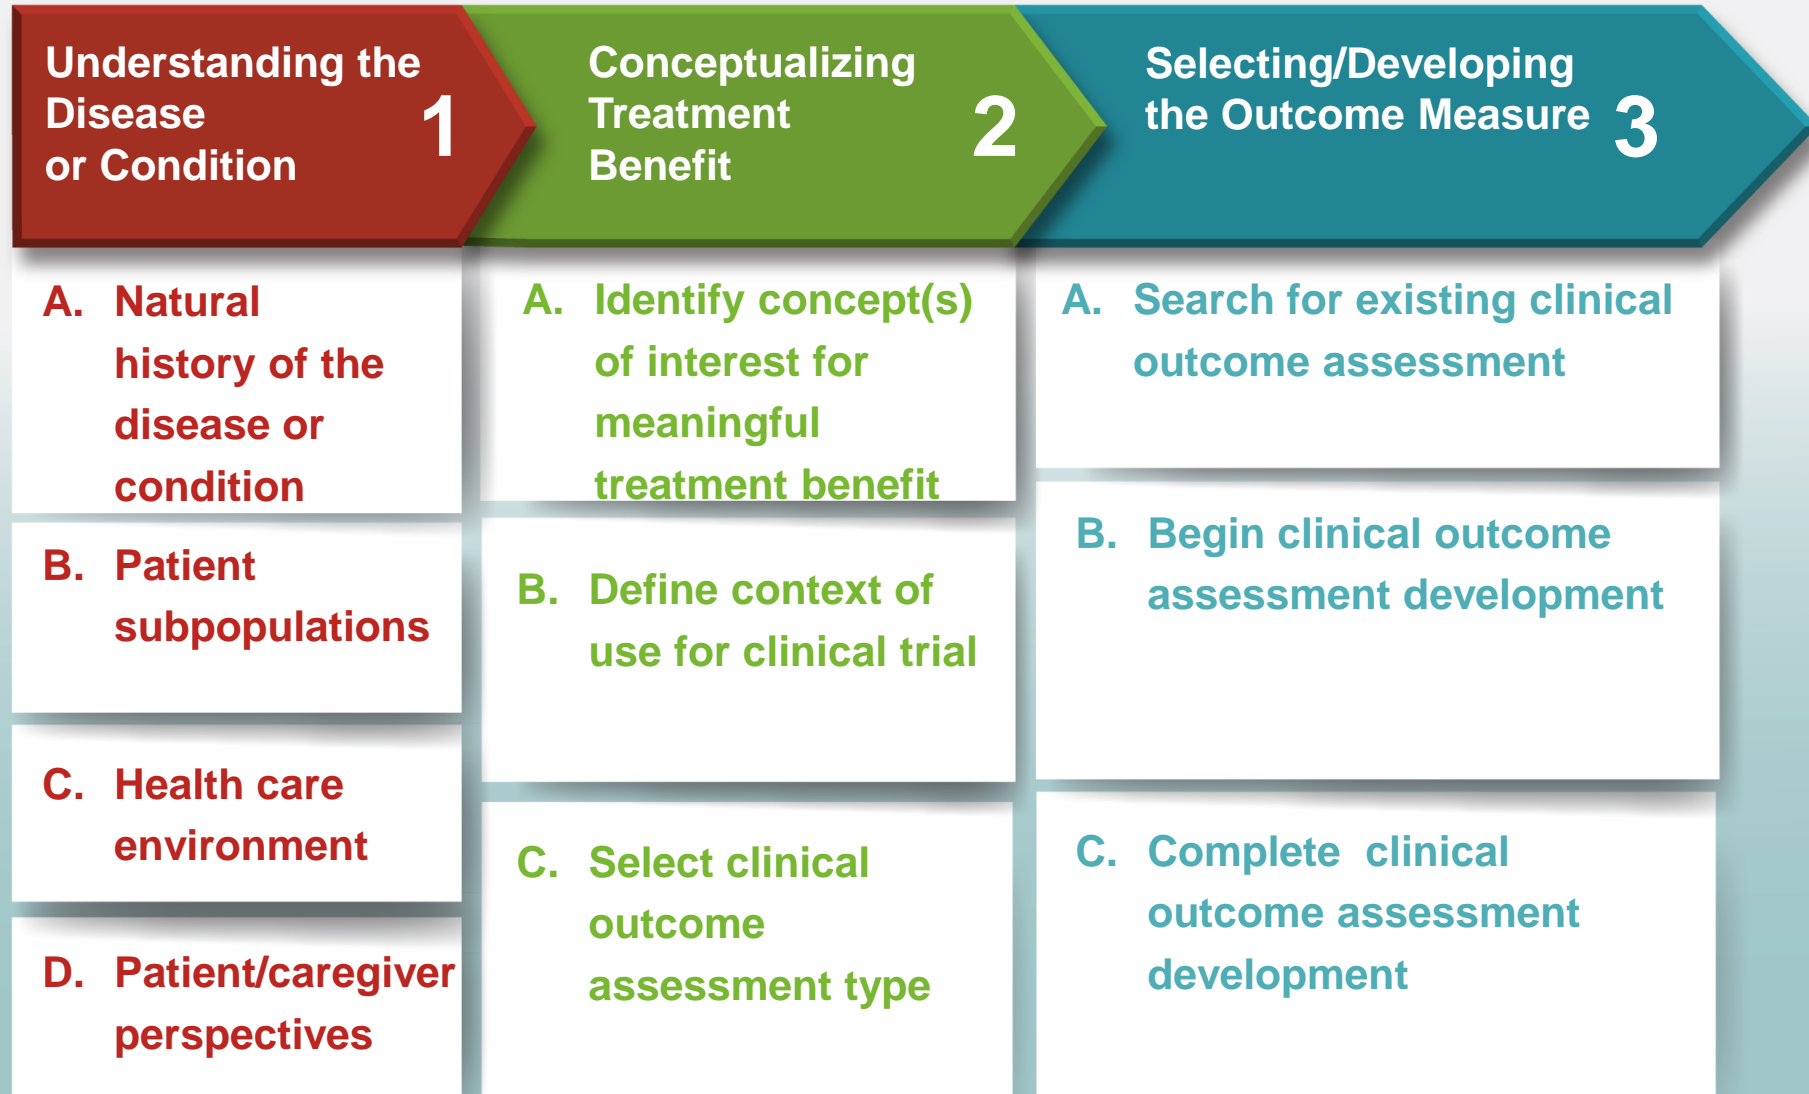 Understanding the
Disease
or Condition
1
Conceptualizing
Treatment
Benefit
2
Selecting/Developing
the Outcome Measure
3
A. Natural
history of the
disease or
condition
B. Patient
subpopulations
C. Health care
environment
D. Patient/caregiver
perspectives
A. Identify concept(s)
of interest for
meaningful
treatment benefit
B. Define context of
use for clinical trial
C. Select clinical
outcome
assessment type
A. Search for existing clinical
outcome assessment
B. Begin clinical outcome
assessment development
C. Complete clinical
outcome assessment
development